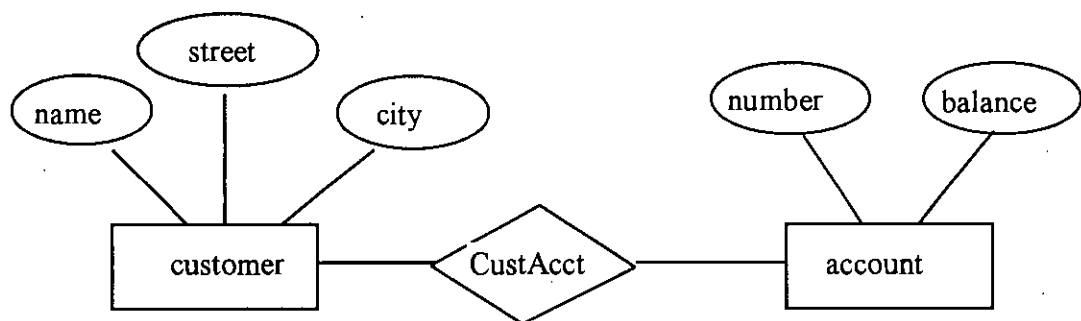 street
name
city
number
balance
customer
CustAcct
account